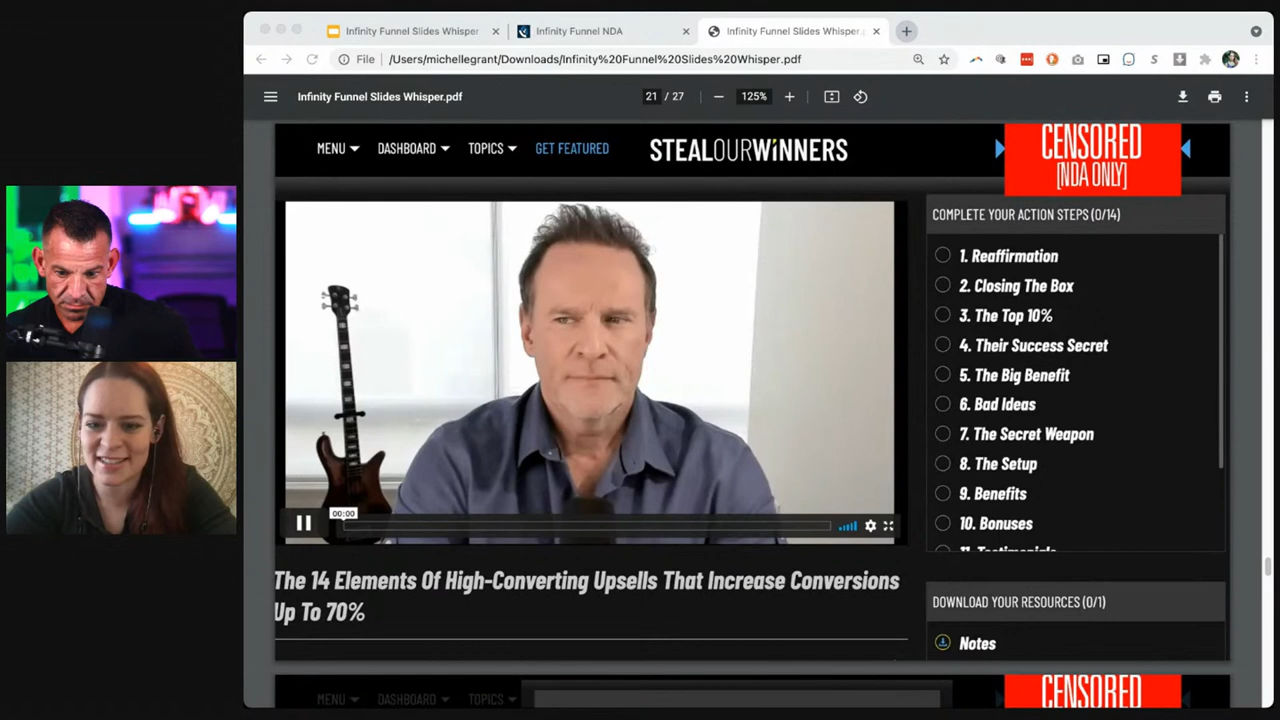 Infinity Funnel Slides Whisper
Infinity Funnel NDA
Infinity Funnel Slides Whisper.p
File
/Users/michellegrant/Downloads/Infinity%20Funnel%20Slides%20Whisper.pdf
Infinity Funnel Slides Whisper.pdf
21 / 27
125%
MENU
DASHBOARD
TOPICS
GET FEATURED
STEALOURWiNNERS
CENSORED
[NDA ONLY]
COMPLETE YOUR ACTION STEPS (0/14)
1. Reaffirmation
2. Closing The Box
3. The Top 10%
4. Their Success Secret
5. The Big Benefit
6. Bad Ideas
7. The Secret Weapon
8. The Setup
9. Benefits
10. Bonuses
11. Testimonials
00:00
The 14 Elements Of High-Converting Upsells That Increase Conversions
Up To 70%
DOWNLOAD YOUR RESOURCES (0/1)
Notes
MENU
DASHBOARD
TOPICS
CENSORED